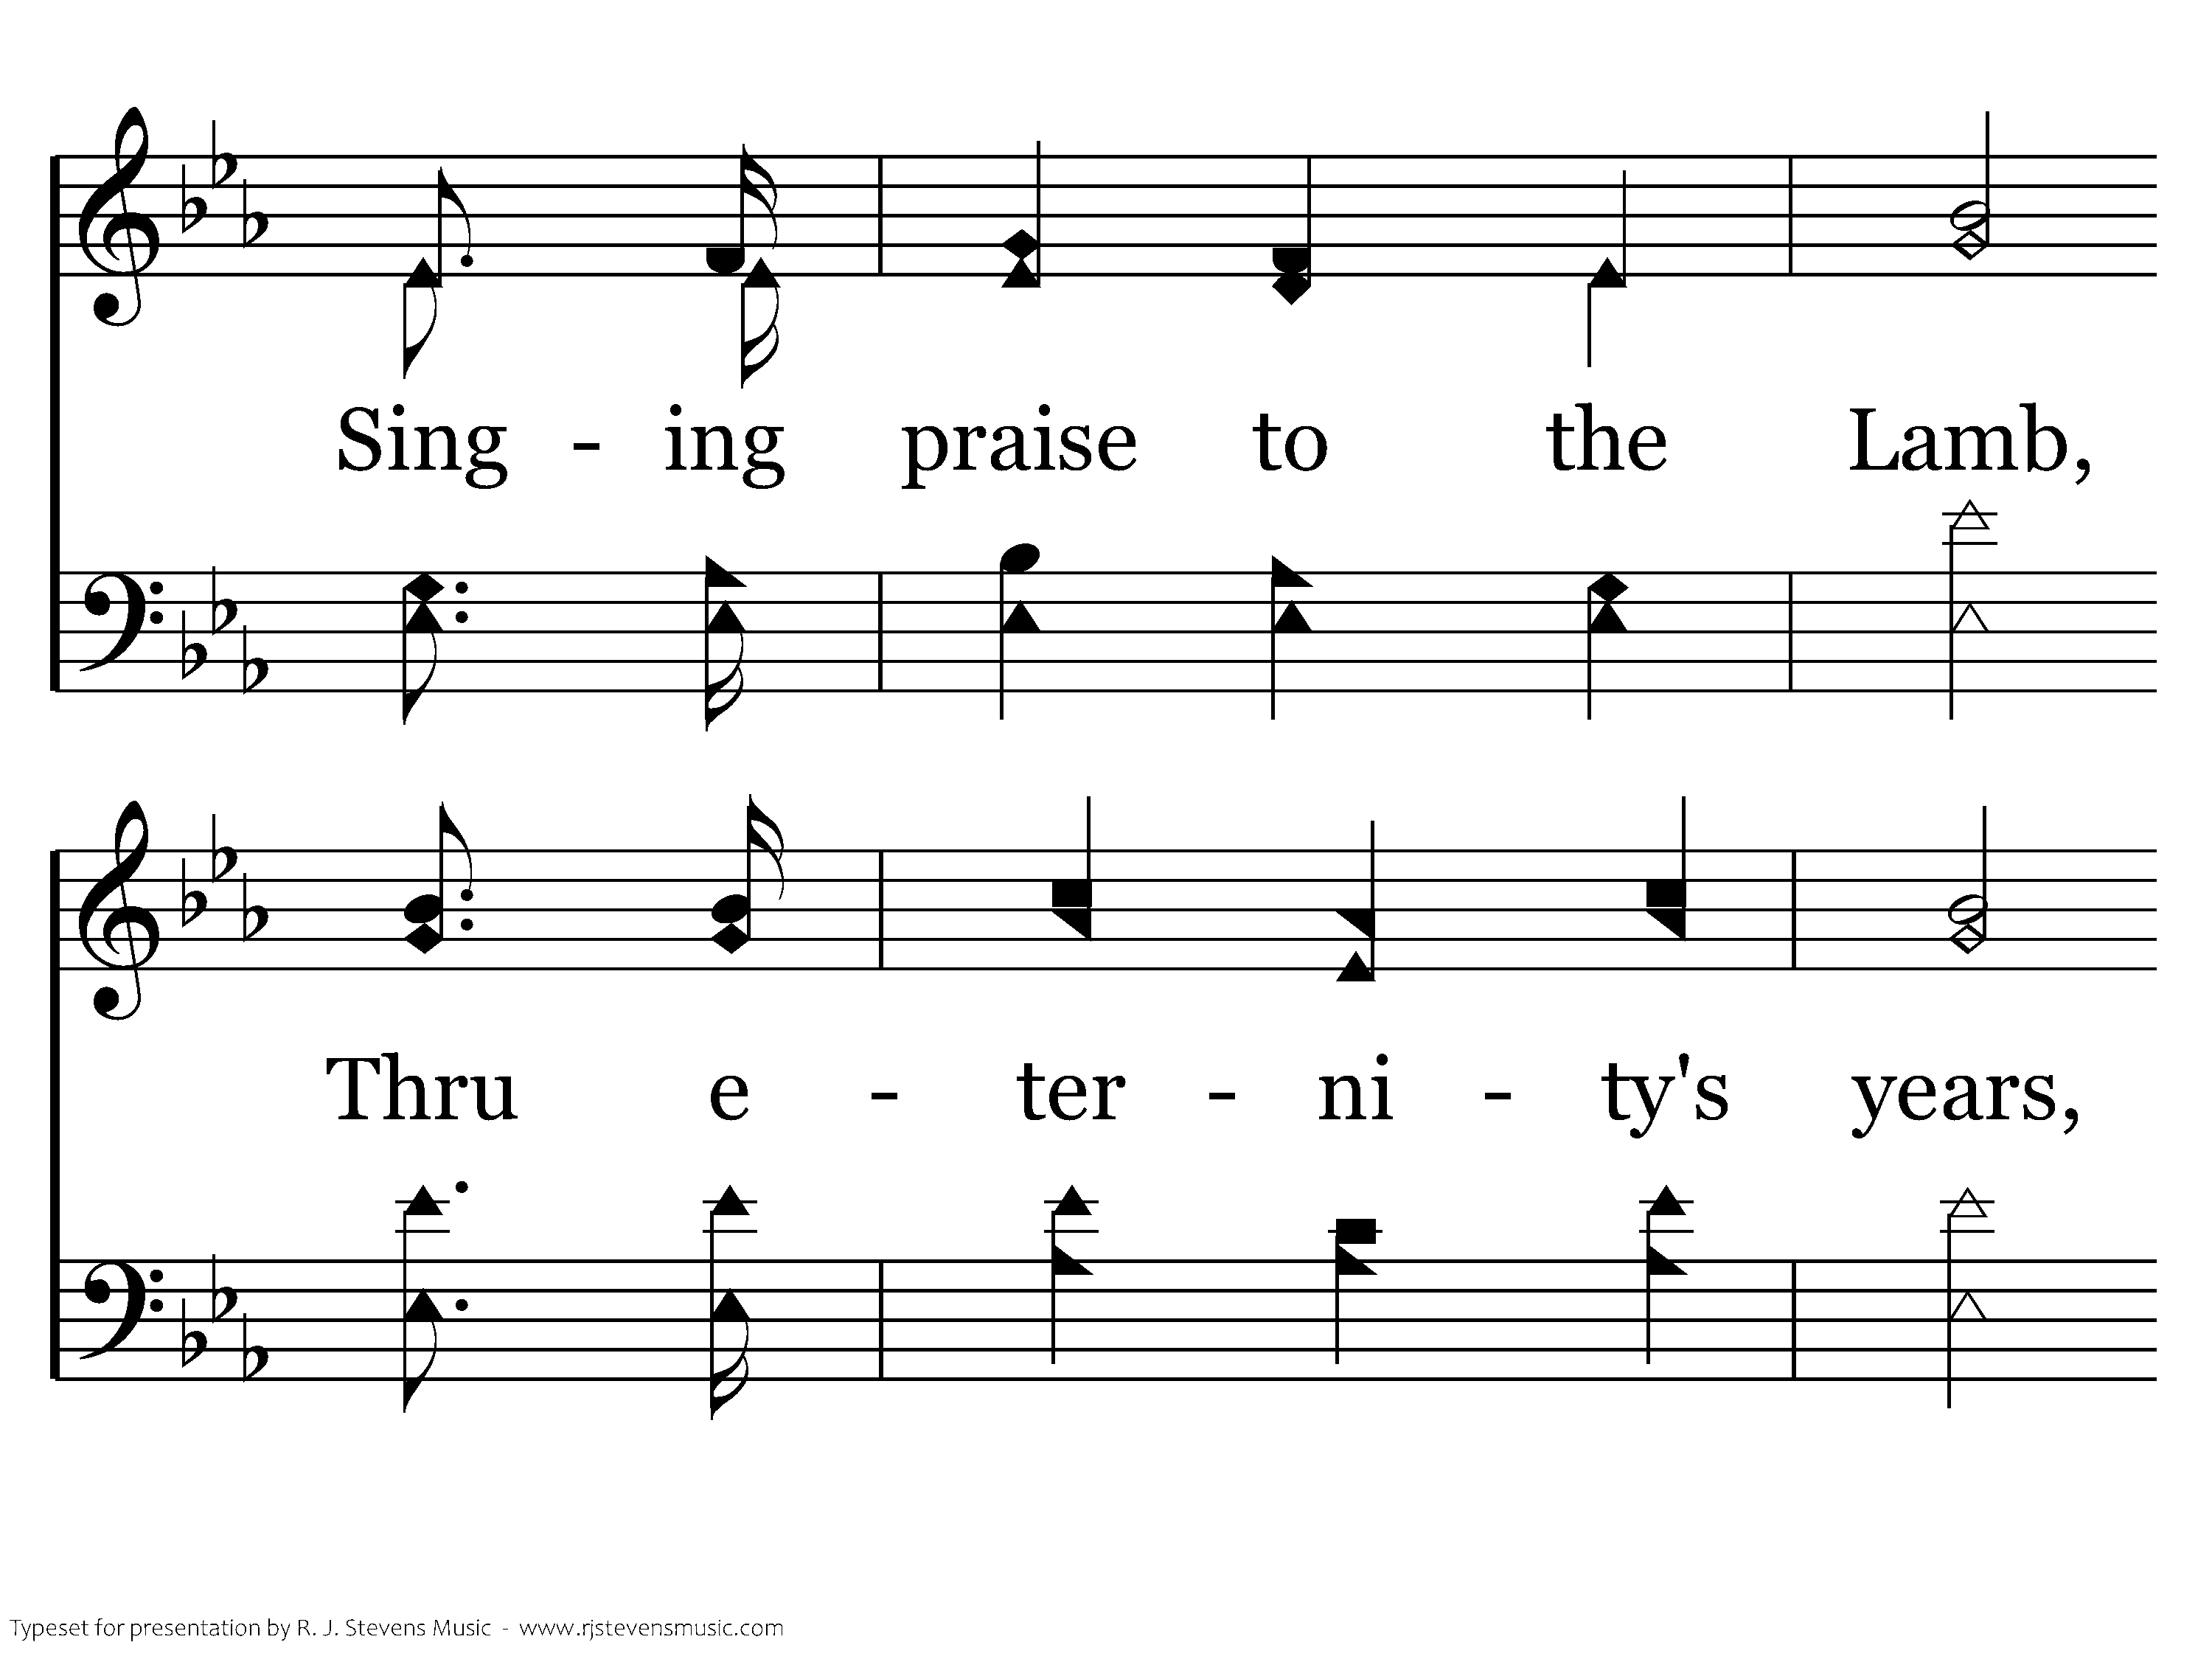 Sing - ing praise to the Lamb,
Thru e - ter - ni - ty's years,
Typeset for presentation by R. J. Stevens Music - www.rjstevensmusic.com